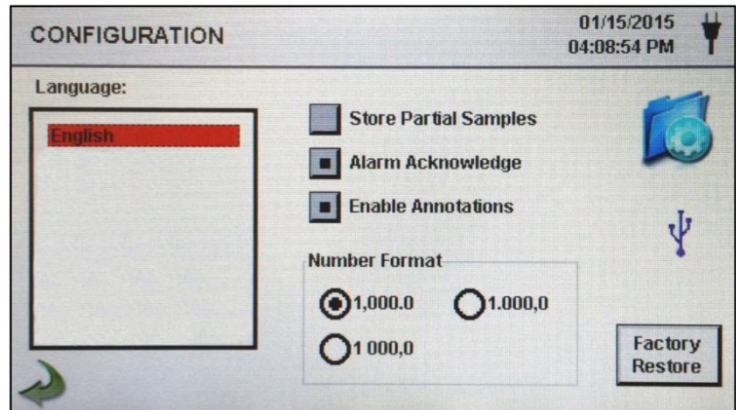 CONFIGURATION
01/15/2015
04:08:54 PM
Language:
English
Store Partial Samples
Alarm Acknowledge
Enable Annotations
Number Format
1,000.0
1.000,0
1 000,0
Factory
Restore